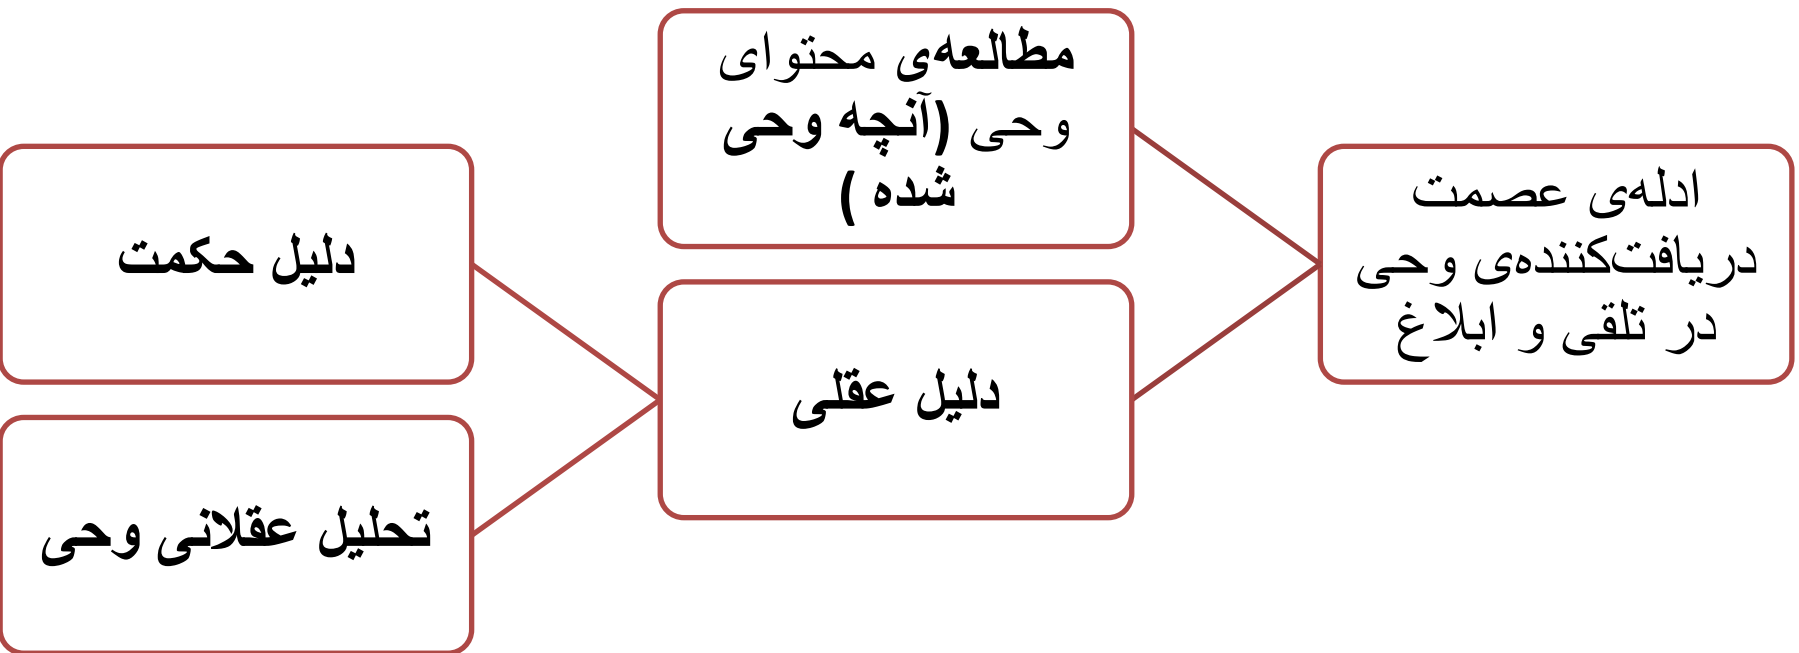 ادله‌ی عصمت
دریافت‌کننده‌ی وحی
در تلقی و ابلاغ
مطالعه‌ی محتوای
وحی (آنچه وحی
شده )
دلیل عقلی
دلیل حکمت
تحلیل عقلانی وحی